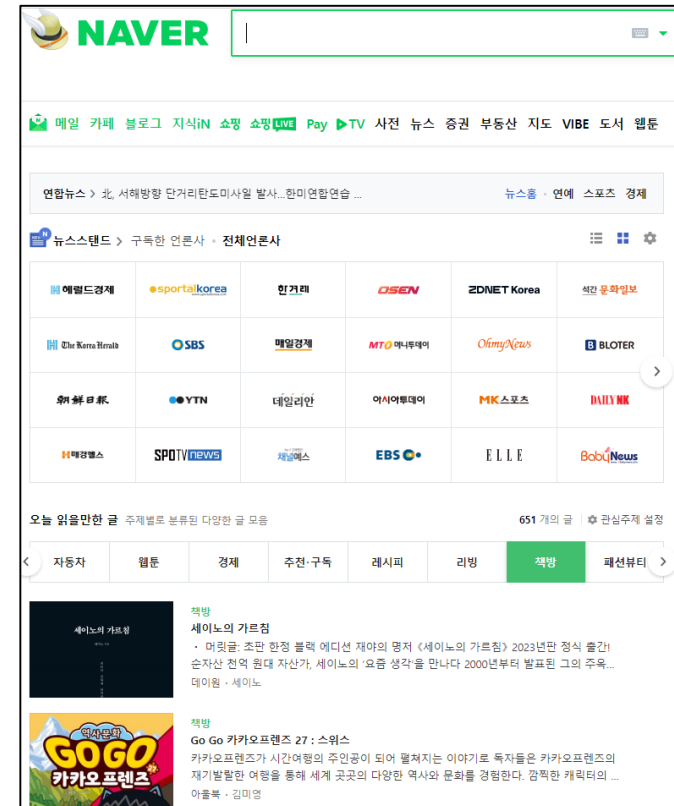 NAVER
메일 카페 블로그 지식iN 쇼핑 쇼핑LIVE Pay TV 사전 뉴스 증권 부동산 지도 VIBE 도서 웹툰
연합뉴스 > 北, 서해방향 단거리탄도미사일 발사...한미연합연습 ... 뉴스홈 · 연예 스포츠 경제
뉴스스탠드 > 구독한 언론사 · 전체언론사
헤럴드경제 sportalkorea 한겨레 OSEN ZDNET Korea 석간 문화일보
The Korea Herald SBS 매일경제 MT 머니투데이 OhmyNews BLOTER
朝鮮日報 YTN 데일리안 아시아투데이 MK스포츠 DAILY NK
매경헬스 SPOTV news 채널예스 EBS ELLE BabyNews
오늘 읽을만한 글 주제별로 분류된 다양한 글 모음 651 개의 글 관심주제 설정
자동차 웹툰 경제 추천·구독 레시피 리빙 책방 패션뷰티
세이노의 가르침
책방
세이노의 가르침
· 머릿글: 초판 한정 블랙 에디션 재야의 명저 《세이노의 가르침》 2023년판 정식 출간!
순자산 천억 원대 자산가, 세이노의 '요즘 생각'을 만나다 2000년부터 발표된 그의 주옥...
데이원 · 세이노
역사문화
GO GO
카카오프렌즈
책방
Go Go 카카오프렌즈 27 : 스위스
카카오프렌즈가 시간여행의 주인공이 되어 펼쳐지는 이야기로 독자들은 카카오프렌즈의
재기발랄한 여행을 통해 세계 곳곳의 다양한 역사와 문화를 경험한다. 깜찍한 캐릭터의 ...
아울북 · 김미영